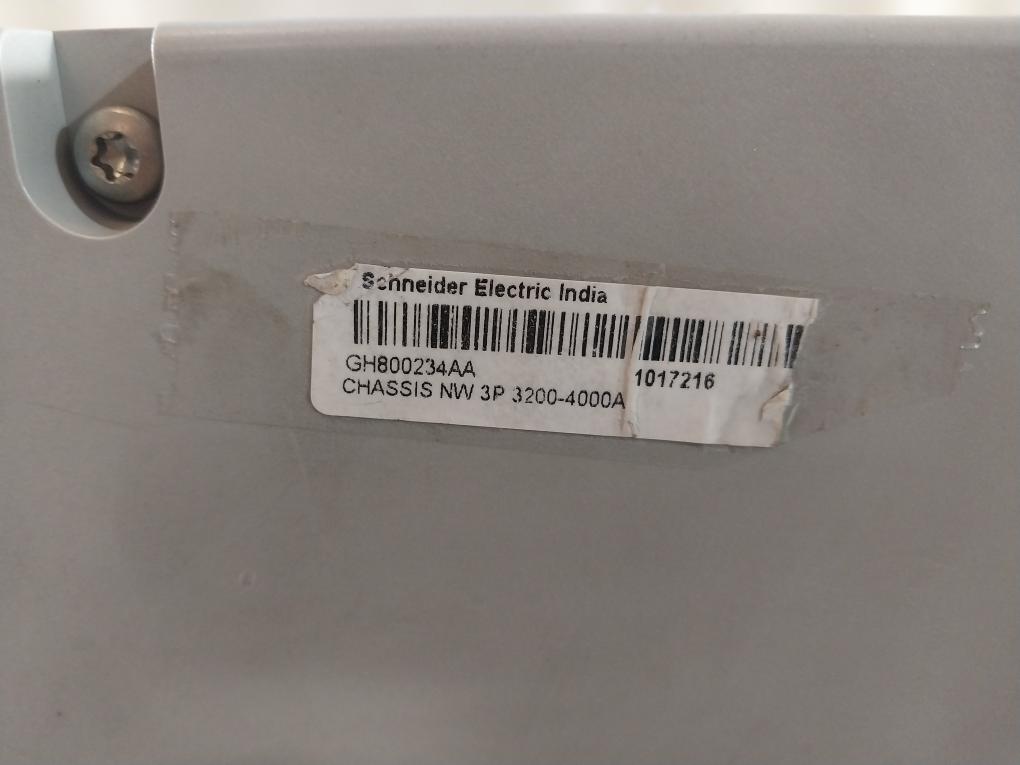 Schneider Electric India
GH800234AA
1017216
CHASSIS NW 3P 3200-4000A